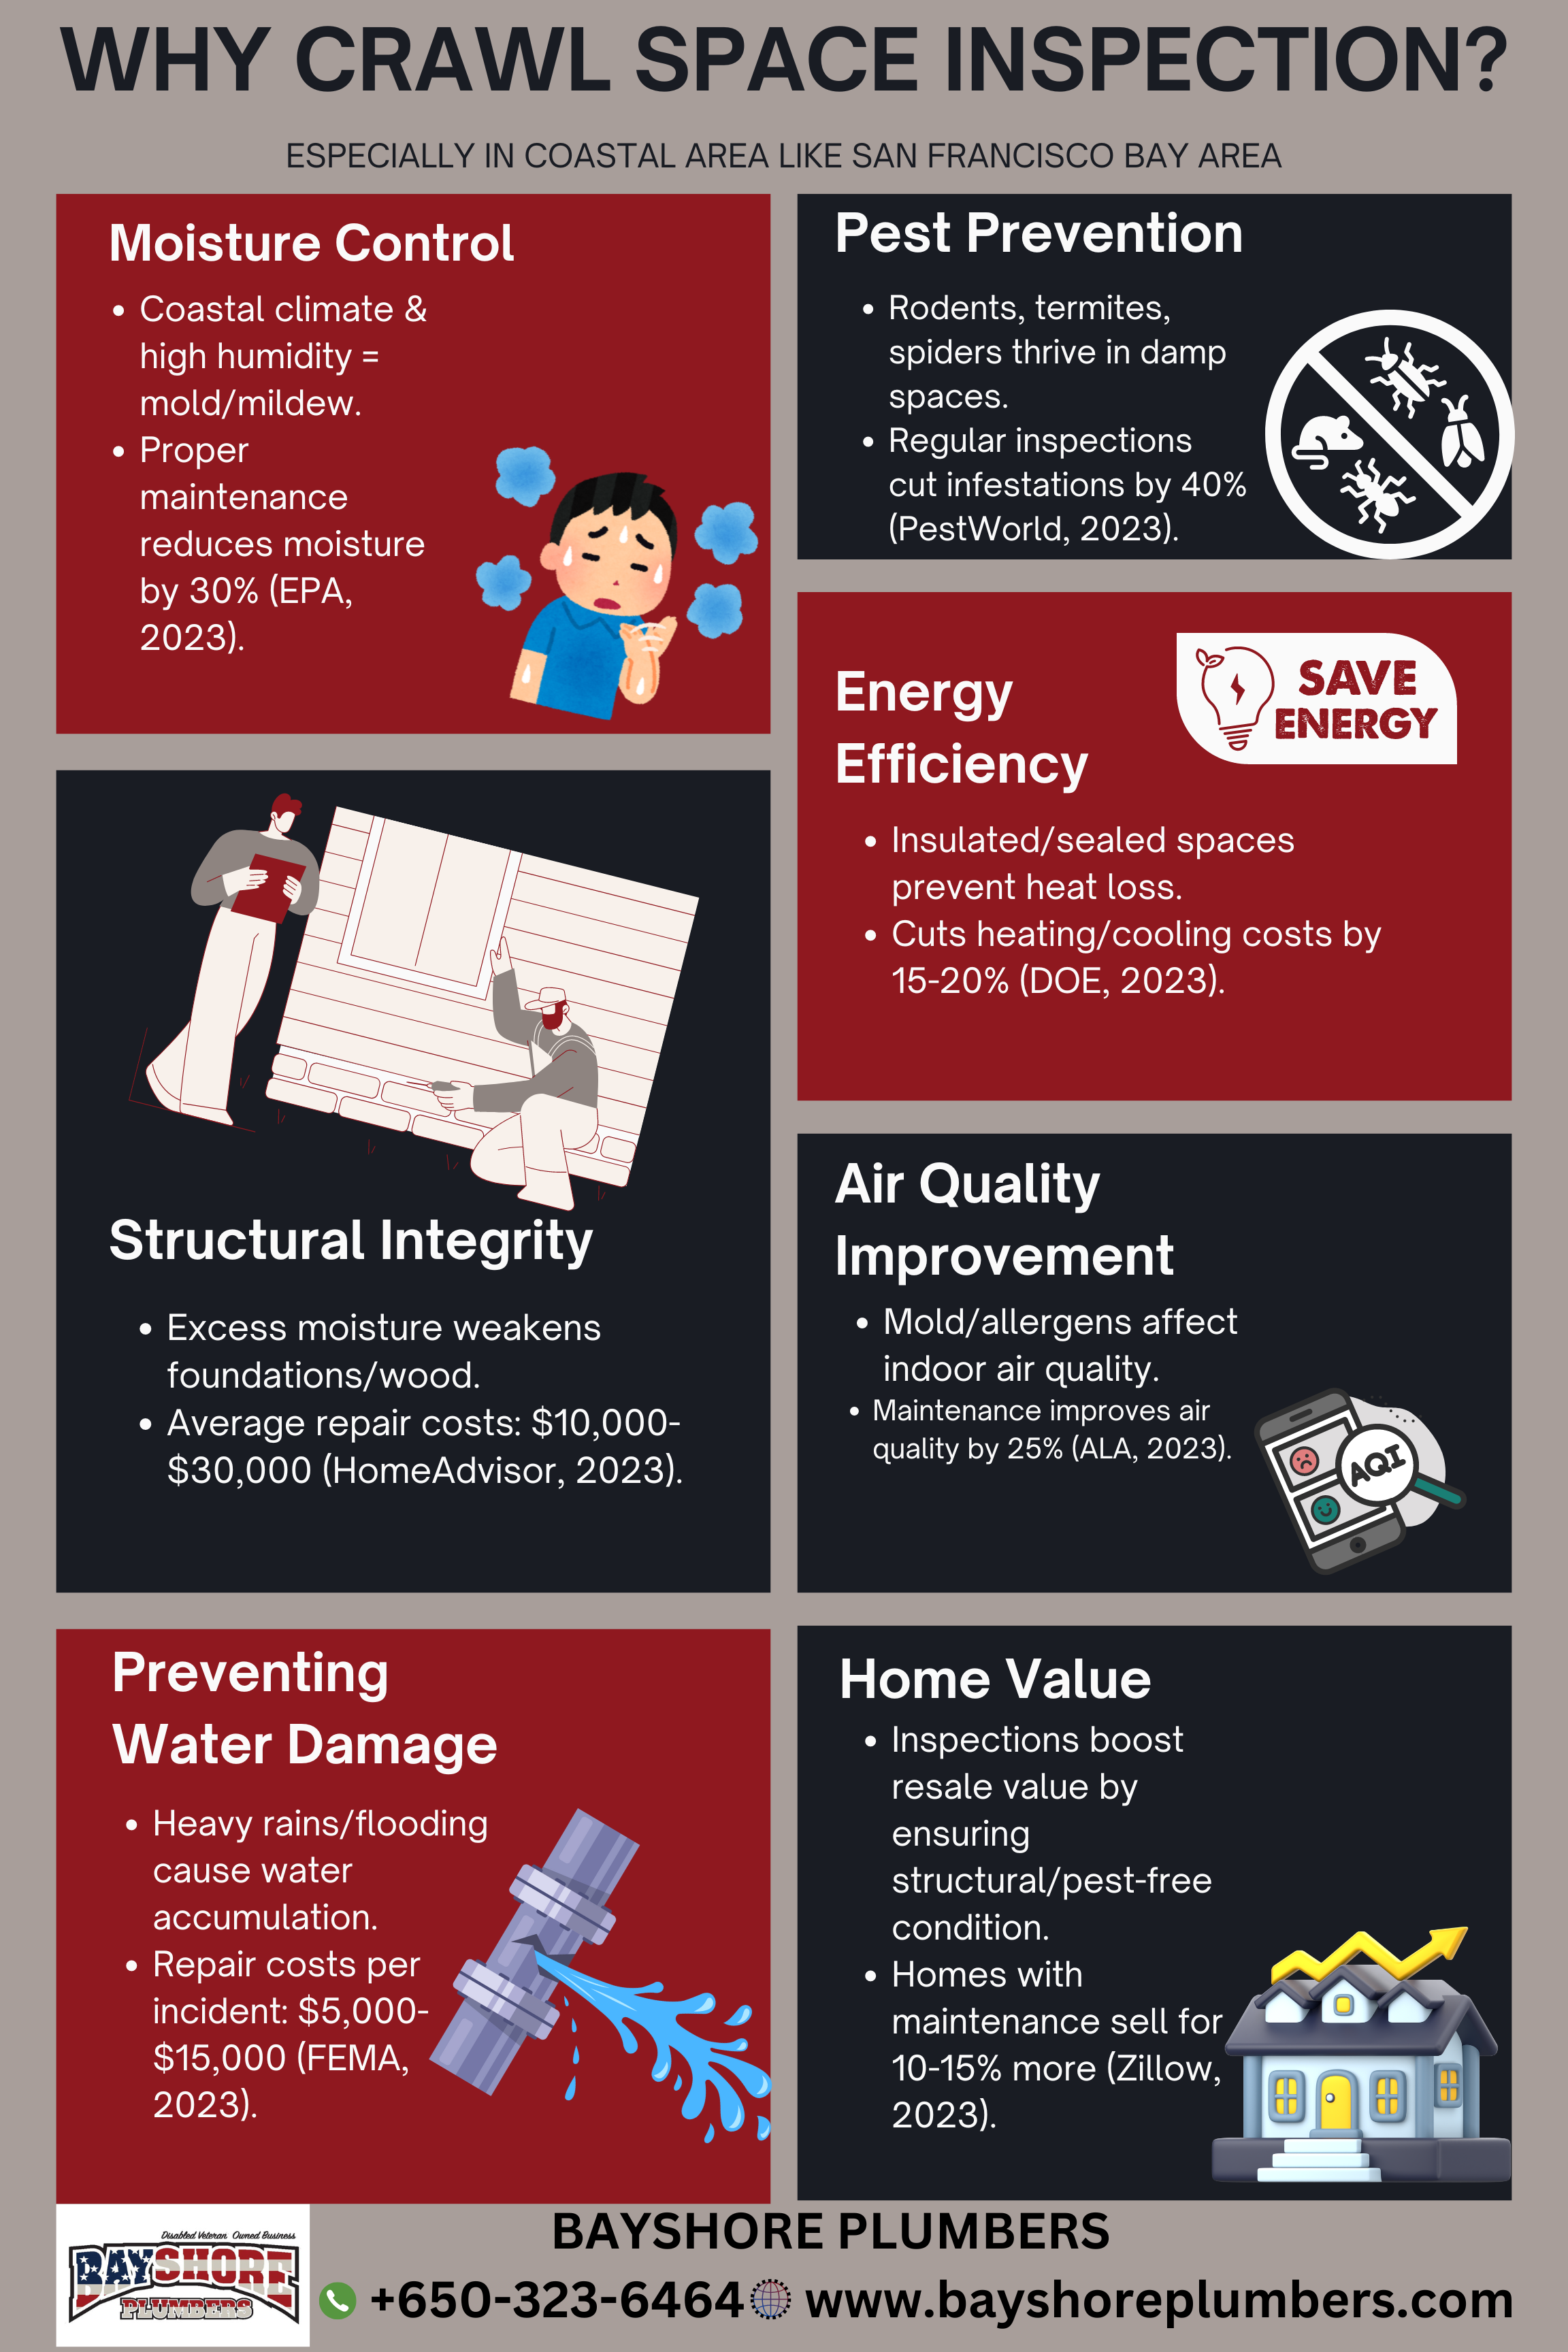 WHY CRAWL SPACE INSPECTION?
ESPECIALLY IN COASTAL AREA LIKE SAN FRANCISCO BAY AREA
Moisture Control
• Coastal climate &
high humidity =
mold/mildew.
• Proper
maintenance
reduces moisture
by 30% (EPA,
2023).
Pest Prevention
• Rodents, termites,
spiders thrive in damp
spaces.
• Regular inspections
cut infestations by 40%
(PestWorld, 2023).
Energy
Efficiency
SAVE
ENERGY
• Insulated/sealed spaces
prevent heat loss.
• Cuts heating/cooling costs by
15-20% (DOE, 2023).
Structural Integrity
• Excess moisture weakens
foundations/wood.
• Average repair costs: $10,000-
$30,000 (HomeAdvisor, 2023).
Air Quality
Improvement
• Mold/allergens affect
indoor air quality.
• Maintenance improves air
quality by 25% (ALA, 2023).
AQI
Preventing
Water Damage
• Heavy rains/flooding
cause water
accumulation.
• Repair costs per
incident: $5,000-
$15,000 (FEMA,
2023).
Home Value
• Inspections boost
resale value by
ensuring
structural/pest-free
condition.
• Homes with
maintenance sell for
10-15% more (Zillow,
2023).
Disabled Veteran Owned Business
BAYSHORE
PLUMBERS
BAYSHORE PLUMBERS
+650-323-6464 www.bayshoreplumbers.com